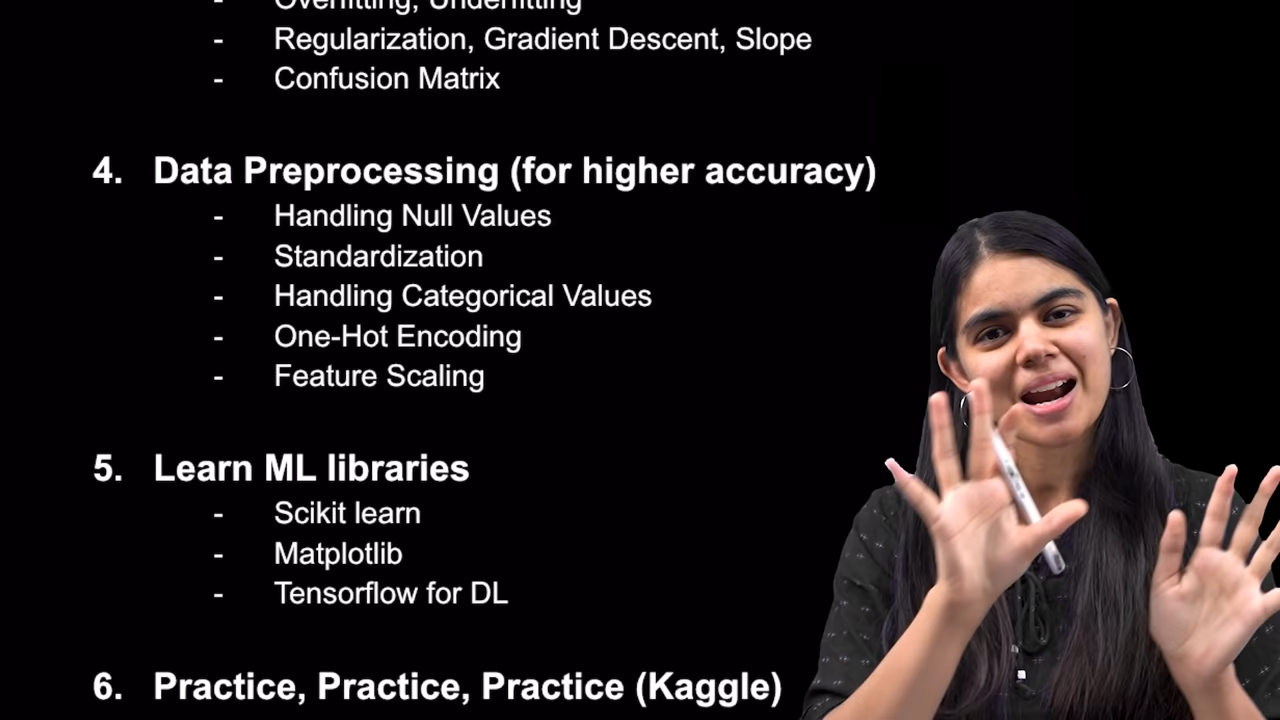 - Overfitting, Underfitting
- Regularization, Gradient Descent, Slope
- Confusion Matrix
4. Data Preprocessing (for higher accuracy)
- Handling Null Values
- Standardization
- Handling Categorical Values
- One-Hot Encoding
- Feature Scaling
5. Learn ML libraries
- Scikit learn
- Matplotlib
- Tensorflow for DL
6. Practice, Practice, Practice (Kaggle)